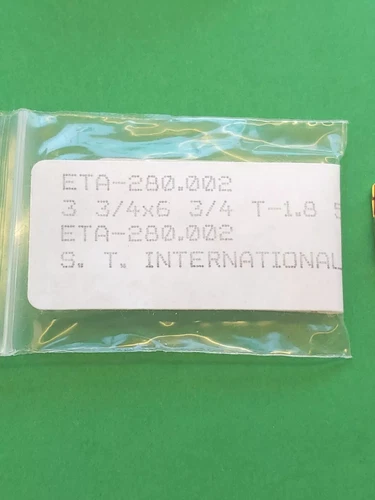 ETA-280.002
3 3/4x6 3/4 T-1.8
ETA-280.002
S. T. INTERNATIONAL